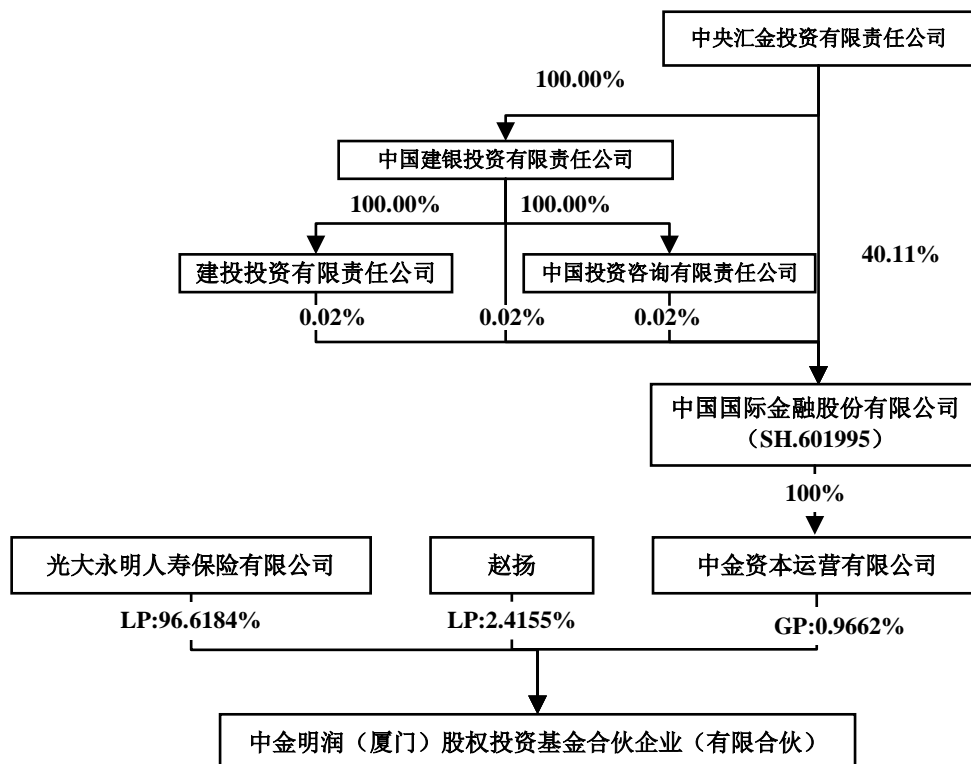 中央汇金投资有限责任公司
100.00%
中国建银投资有限责任公司
100.00%
100.00%
40.11%
建投投资有限责任公司
中国投资咨询有限责任公司
0.02%
0.02%
0.02%
中国国际金融股份有限公司
（SH.601995）
100%
光大永明人寿保险有限公司
赵扬
中金资本运营有限公司
LP:96.6184%
LP:2.4155%
GP:0.9662%
中金明润（厦门）股权投资基金合伙企业（有限合伙）